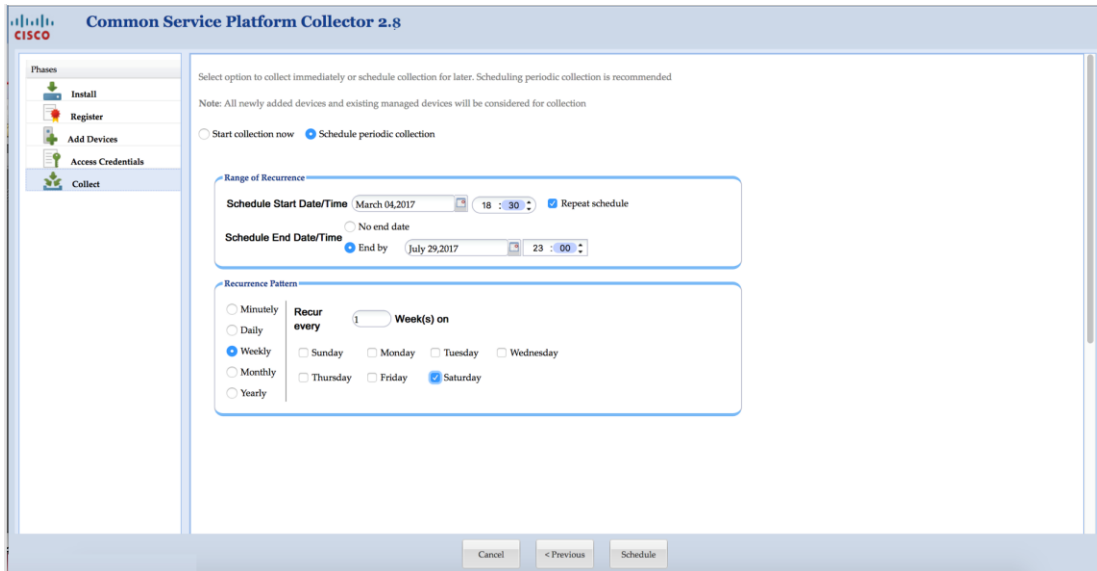 CISCO
Common Service Platform Collector 2.8
Phases
Install
Register
Add Devices
Access Credentials
Collect
Select option to collect immediately or schedule collection for later. Scheduling periodic collection is recommended
Note: All newly added devices and existing managed devices will be considered for collection
Start collection now Schedule periodic collection
Range of Recurrence
Schedule Start Date/Time March 04,2017 18 : 30 Repeat schedule
No end date
Schedule End Date/Time
End by July 29,2017 23 : 00
Recurrence Pattern
Minutely
Daily
Weekly
Monthly
Yearly
Recur
every 1 Week(s) on
Sunday Monday Tuesday Wednesday
Thursday Friday Saturday
Cancel < Previous Schedule